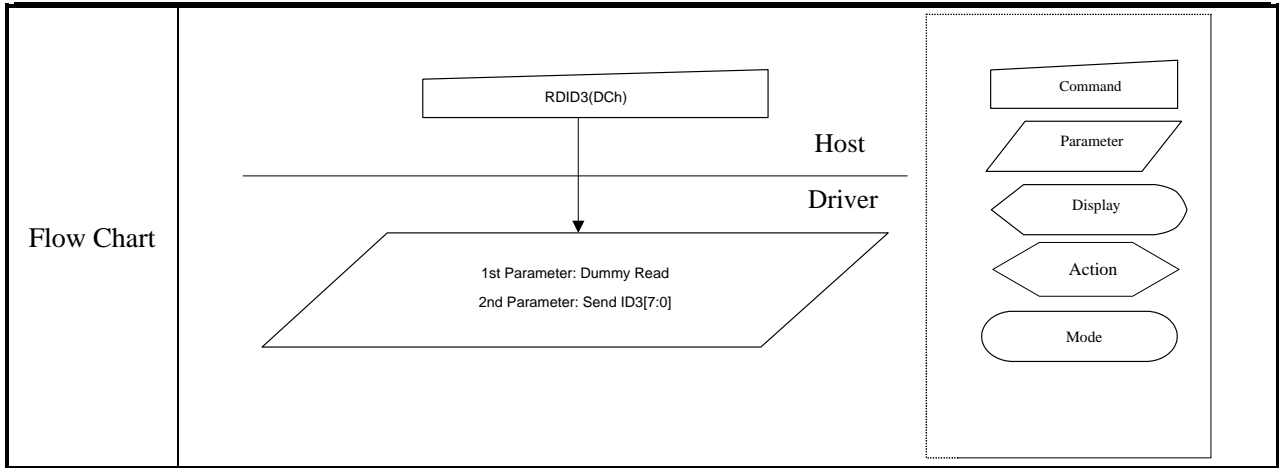 Flow Chart
RDID3(DCh)
Host
Driver
1st Parameter: Dummy Read
2nd Parameter: Send ID3[7:0]
Command
Parameter
Display
Action
Mode